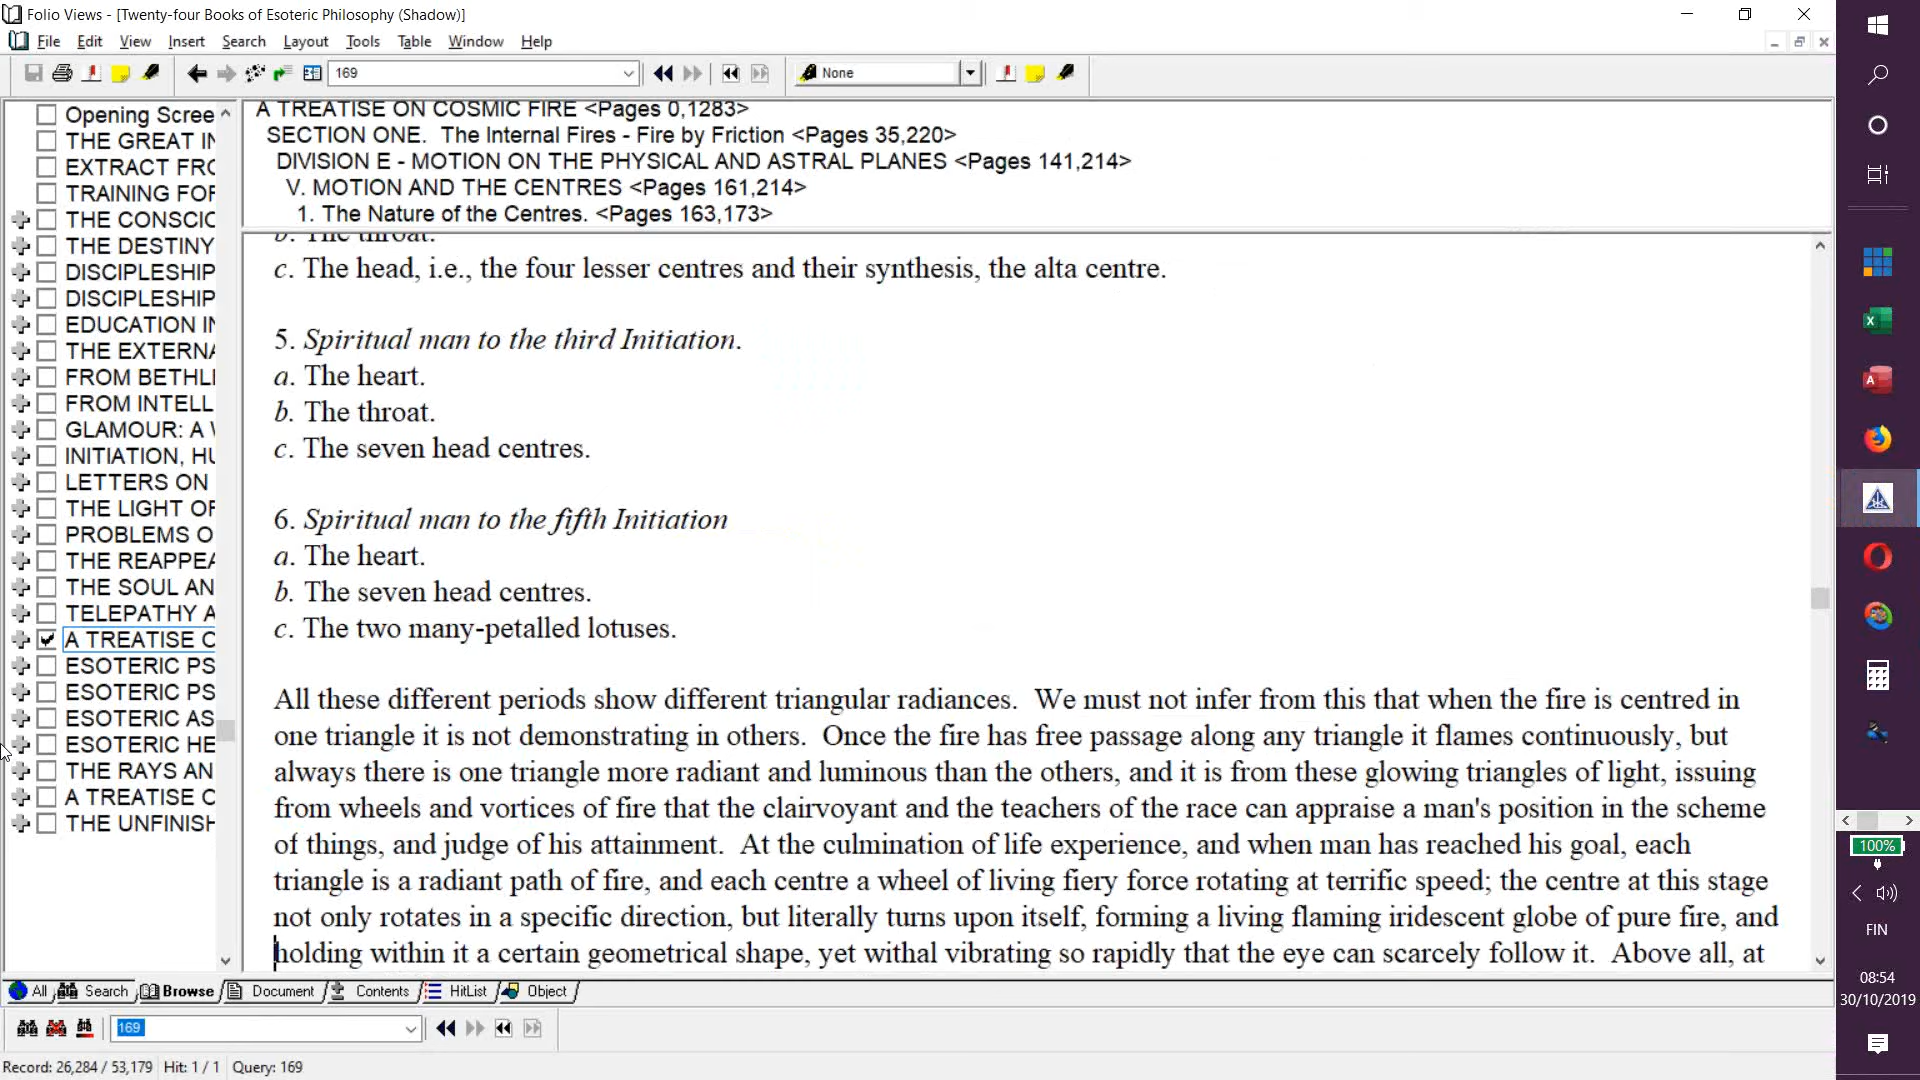 Folio Views - [Twenty-four Books of Esoteric Philosophy (Shadow)]
File Edit View Insert Search Layout Tools Table Window Help
169
None
Opening Scree
THE GREAT IN
EXTRACT FRO
TRAINING FOR
THE CONSCIO
THE DESTINY
DISCIPLESHIP
DISCIPLESHIP
EDUCATION IN
THE EXTERNA
FROM BETHLE
FROM INTELL
GLAMOUR: A W
INITIATION, HU
LETTERS ON
THE LIGHT OF
PROBLEMS O
THE REAPPEA
THE SOUL AN
TELEPATHY A
A TREATISE O
ESOTERIC PS
ESOTERIC PS
ESOTERIC AS
ESOTERIC HE
THE RAYS AN
A TREATISE O
THE UNFINISH
A TREATISE ON COSMIC FIRE <Pages 0,1283>
SECTION ONE. The Internal Fires - Fire by Friction <Pages 35,220>
DIVISION E - MOTION ON THE PHYSICAL AND ASTRAL PLANES <Pages 141,214>
V. MOTION AND THE CENTRES <Pages 161,214>
1. The Nature of the Centres. <Pages 163,173>
b. The throat.
c. The head, i.e., the four lesser centres and their synthesis, the alta centre.
5. Spiritual man to the third Initiation.
a. The heart.
b. The throat.
c. The seven head centres.
6. Spiritual man to the fifth Initiation
a. The heart.
b. The seven head centres.
c. The two many-petalled lotuses.
All these different periods show different triangular radiances. We must not infer from this that when the fire is centred in
one triangle it is not demonstrating in others. Once the fire has free passage along any triangle it flames continuously, but
always there is one triangle more radiant and luminous than the others, and it is from these glowing triangles of light, issuing
from wheels and vortices of fire that the clairvoyant and the teachers of the race can appraise a man's position in the scheme
of things, and judge of his attainment. At the culmination of life experience, and when man has reached his goal, each
triangle is a radiant path of fire, and each centre a wheel of living fiery force rotating at terrific speed; the centre at this stage
not only rotates in a specific direction, but literally turns upon itself, forming a living flaming iridescent globe of pure fire, and
holding within it a certain geometrical shape, yet withal vibrating so rapidly that the eye can scarcely follow it. Above all, at
All Search Browse Document Contents HitList Object
169
Record: 26,284 / 53,179 Hit: 1 / 1 Query: 169
100%
FIN
08:54
30/10/2019